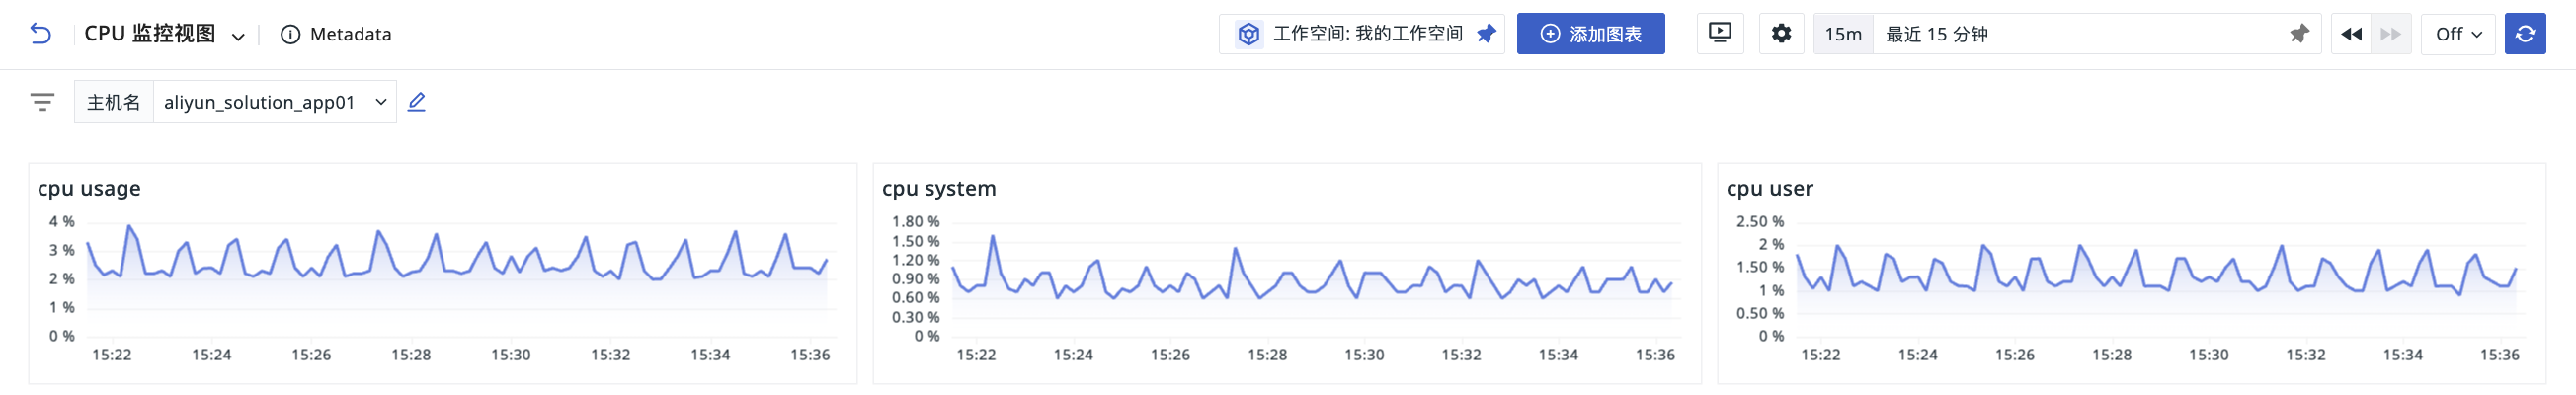 CPU 监控视图 Metadata 工作空间: 我的工作空间 添加图表 15m 最近 15 分钟 Off
主机名 aliyun_solution_app01
cpu usage
4 %
3 %
2 %
1 %
0 %
15:22 15:24 15:26 15:28 15:30 15:32 15:34 15:36
cpu system
1.80 %
1.50 %
1.20 %
0.90 %
0.60 %
0.30 %
0 %
15:22 15:24 15:26 15:28 15:30 15:32 15:34 15:36
cpu user
2.50 %
2 %
1.50 %
1 %
0.50 %
0 %
15:22 15:24 15:26 15:28 15:30 15:32 15:34 15:36